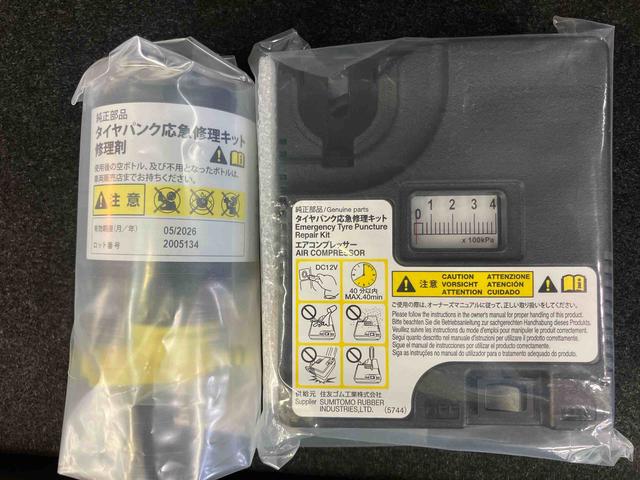 純正部品
タイヤパンク応急修理キット
修理剤
使用後の空ボトル、及び不用となったボトルは、
車両販売店までお持ちください。
注意
有効期限(月/年) 05/2026
ロット番号 2005134
0 1 2 3 4
x 100kPa
純正部品/Genuine parts
タイヤパンク応急修理キット
Emergency Tyre Puncture
Repair Kit
エアコンプレッサー
AIR COMPRESSOR
DC12V
40分以内
MAX.40min
供給元 住友ゴム工業株式会社
Supplier SUMITOMO RUBBER
INDUSTRIES,LTD. (5744)
注意
CAUTION ATTENZIONE
VORSICHT ATENÇÃO
ATTENTION CUIDADO
ご使用の際は、オーナーズマニュアルに従って、正しい取り扱いをしてください。
Please follow the instructions in the owner's manual for proper handling of this product.
Bitte beachten Sie die Betriebsanleitung zur sachgerechten Handhabung dieses Produkts.
Veuillez suivre les instructions du mode d'emploi pour manipuler le produit correctement.
Segui quanto descritto nel manuale d'istruzioni per utilizzare il prodotto correttamente.
Sigue el manual de instrucciones por utilizar el producto correctamente.
Siga as instruções no manual do utilizador para o tratamento adequado do produto.